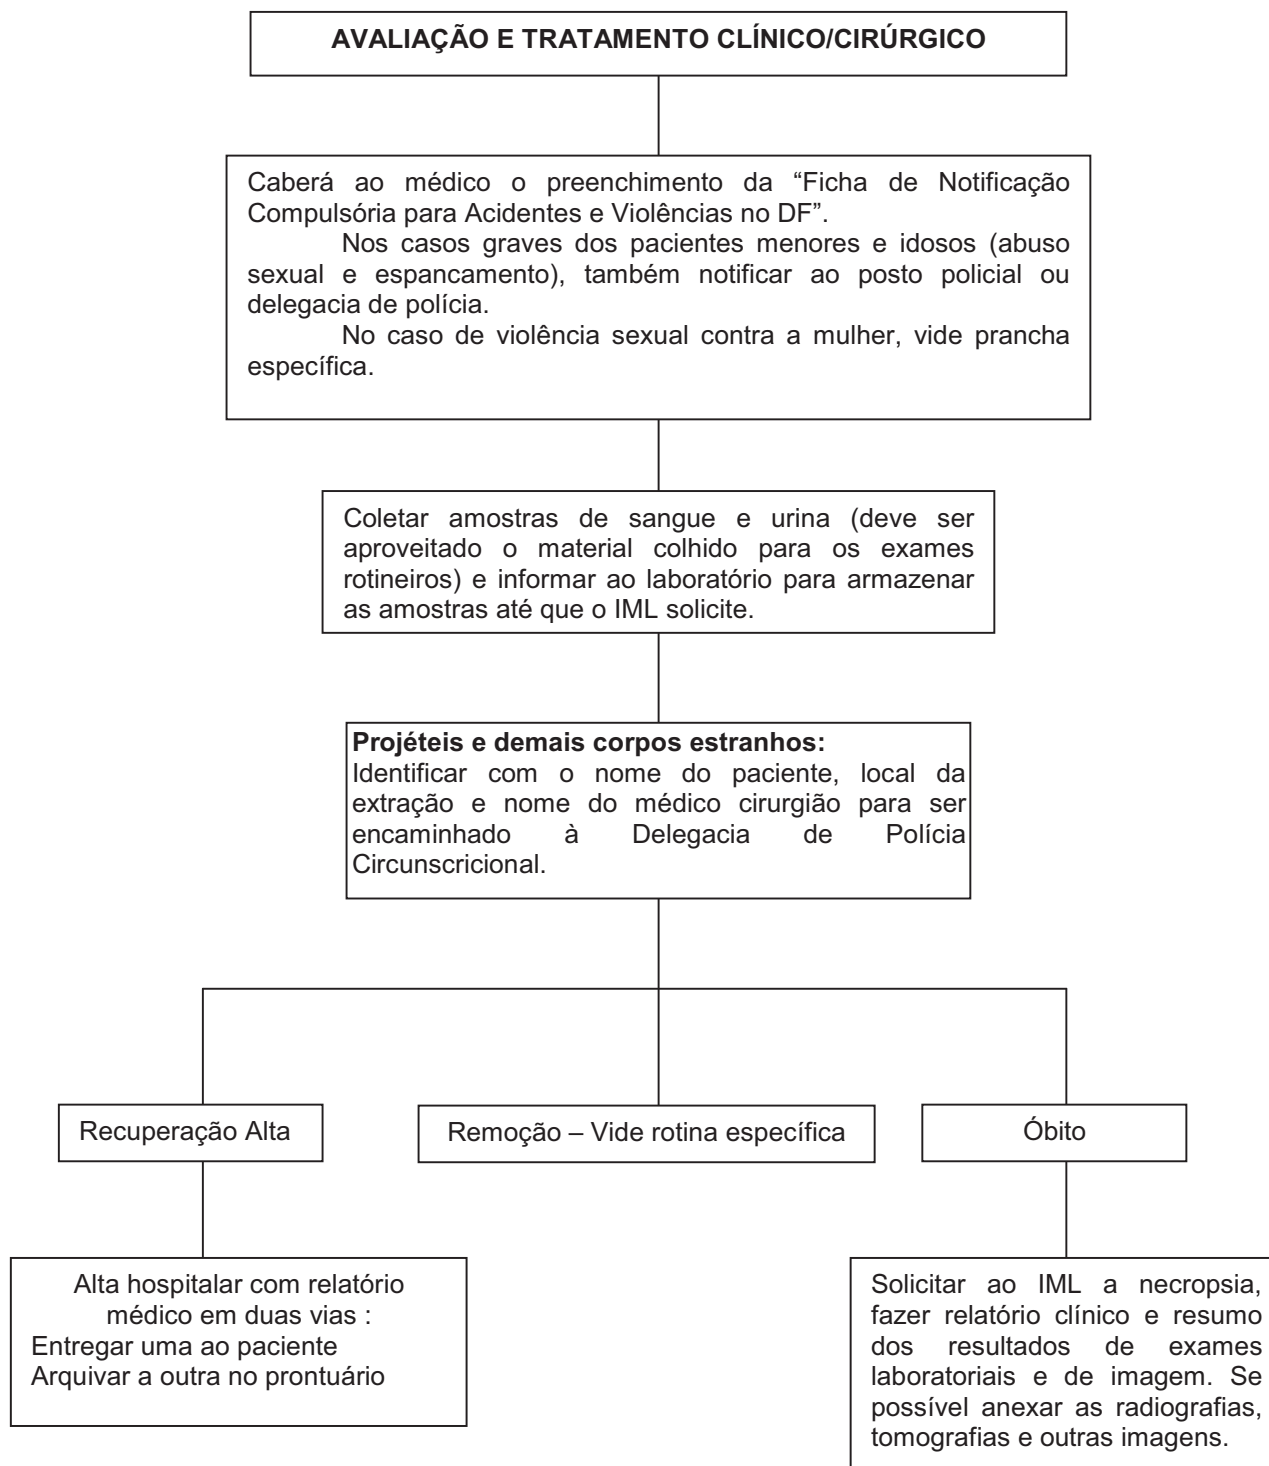 AVALIAÇÃO E TRATAMENTO CLÍNICO/CIRÚRGICO
Caberá ao médico o preenchimento da “Ficha de Notificação
Compulsória para Acidentes e Violências no DF”.
Nos casos graves dos pacientes menores e idosos (abuso
sexual e espancamento), também notificar ao posto policial ou
delegacia de polícia.
No caso de violência sexual contra a mulher, vide prancha
específica.
Coletar amostras de sangue e urina (deve ser
aproveitado o material colhido para os exames
rotineiros) e informar ao laboratório para armazenar
as amostras até que o IML solicite.
Projéteis e demais corpos estranhos:
Identificar com o nome do paciente, local da
extração e nome do médico cirurgião para ser
encaminhado à Delegacia de Polícia
Circunscricional.
Recuperação Alta
Remoção – Vide rotina específica
Óbito
Alta hospitalar com relatório
médico em duas vias :
Entregar uma ao paciente
Arquivar a outra no prontuário
Solicitar ao IML a necropsia,
fazer relatório clínico e resumo
dos resultados de exames
laboratoriais e de imagem. Se
possível anexar as radiografias,
tomografias e outras imagens.